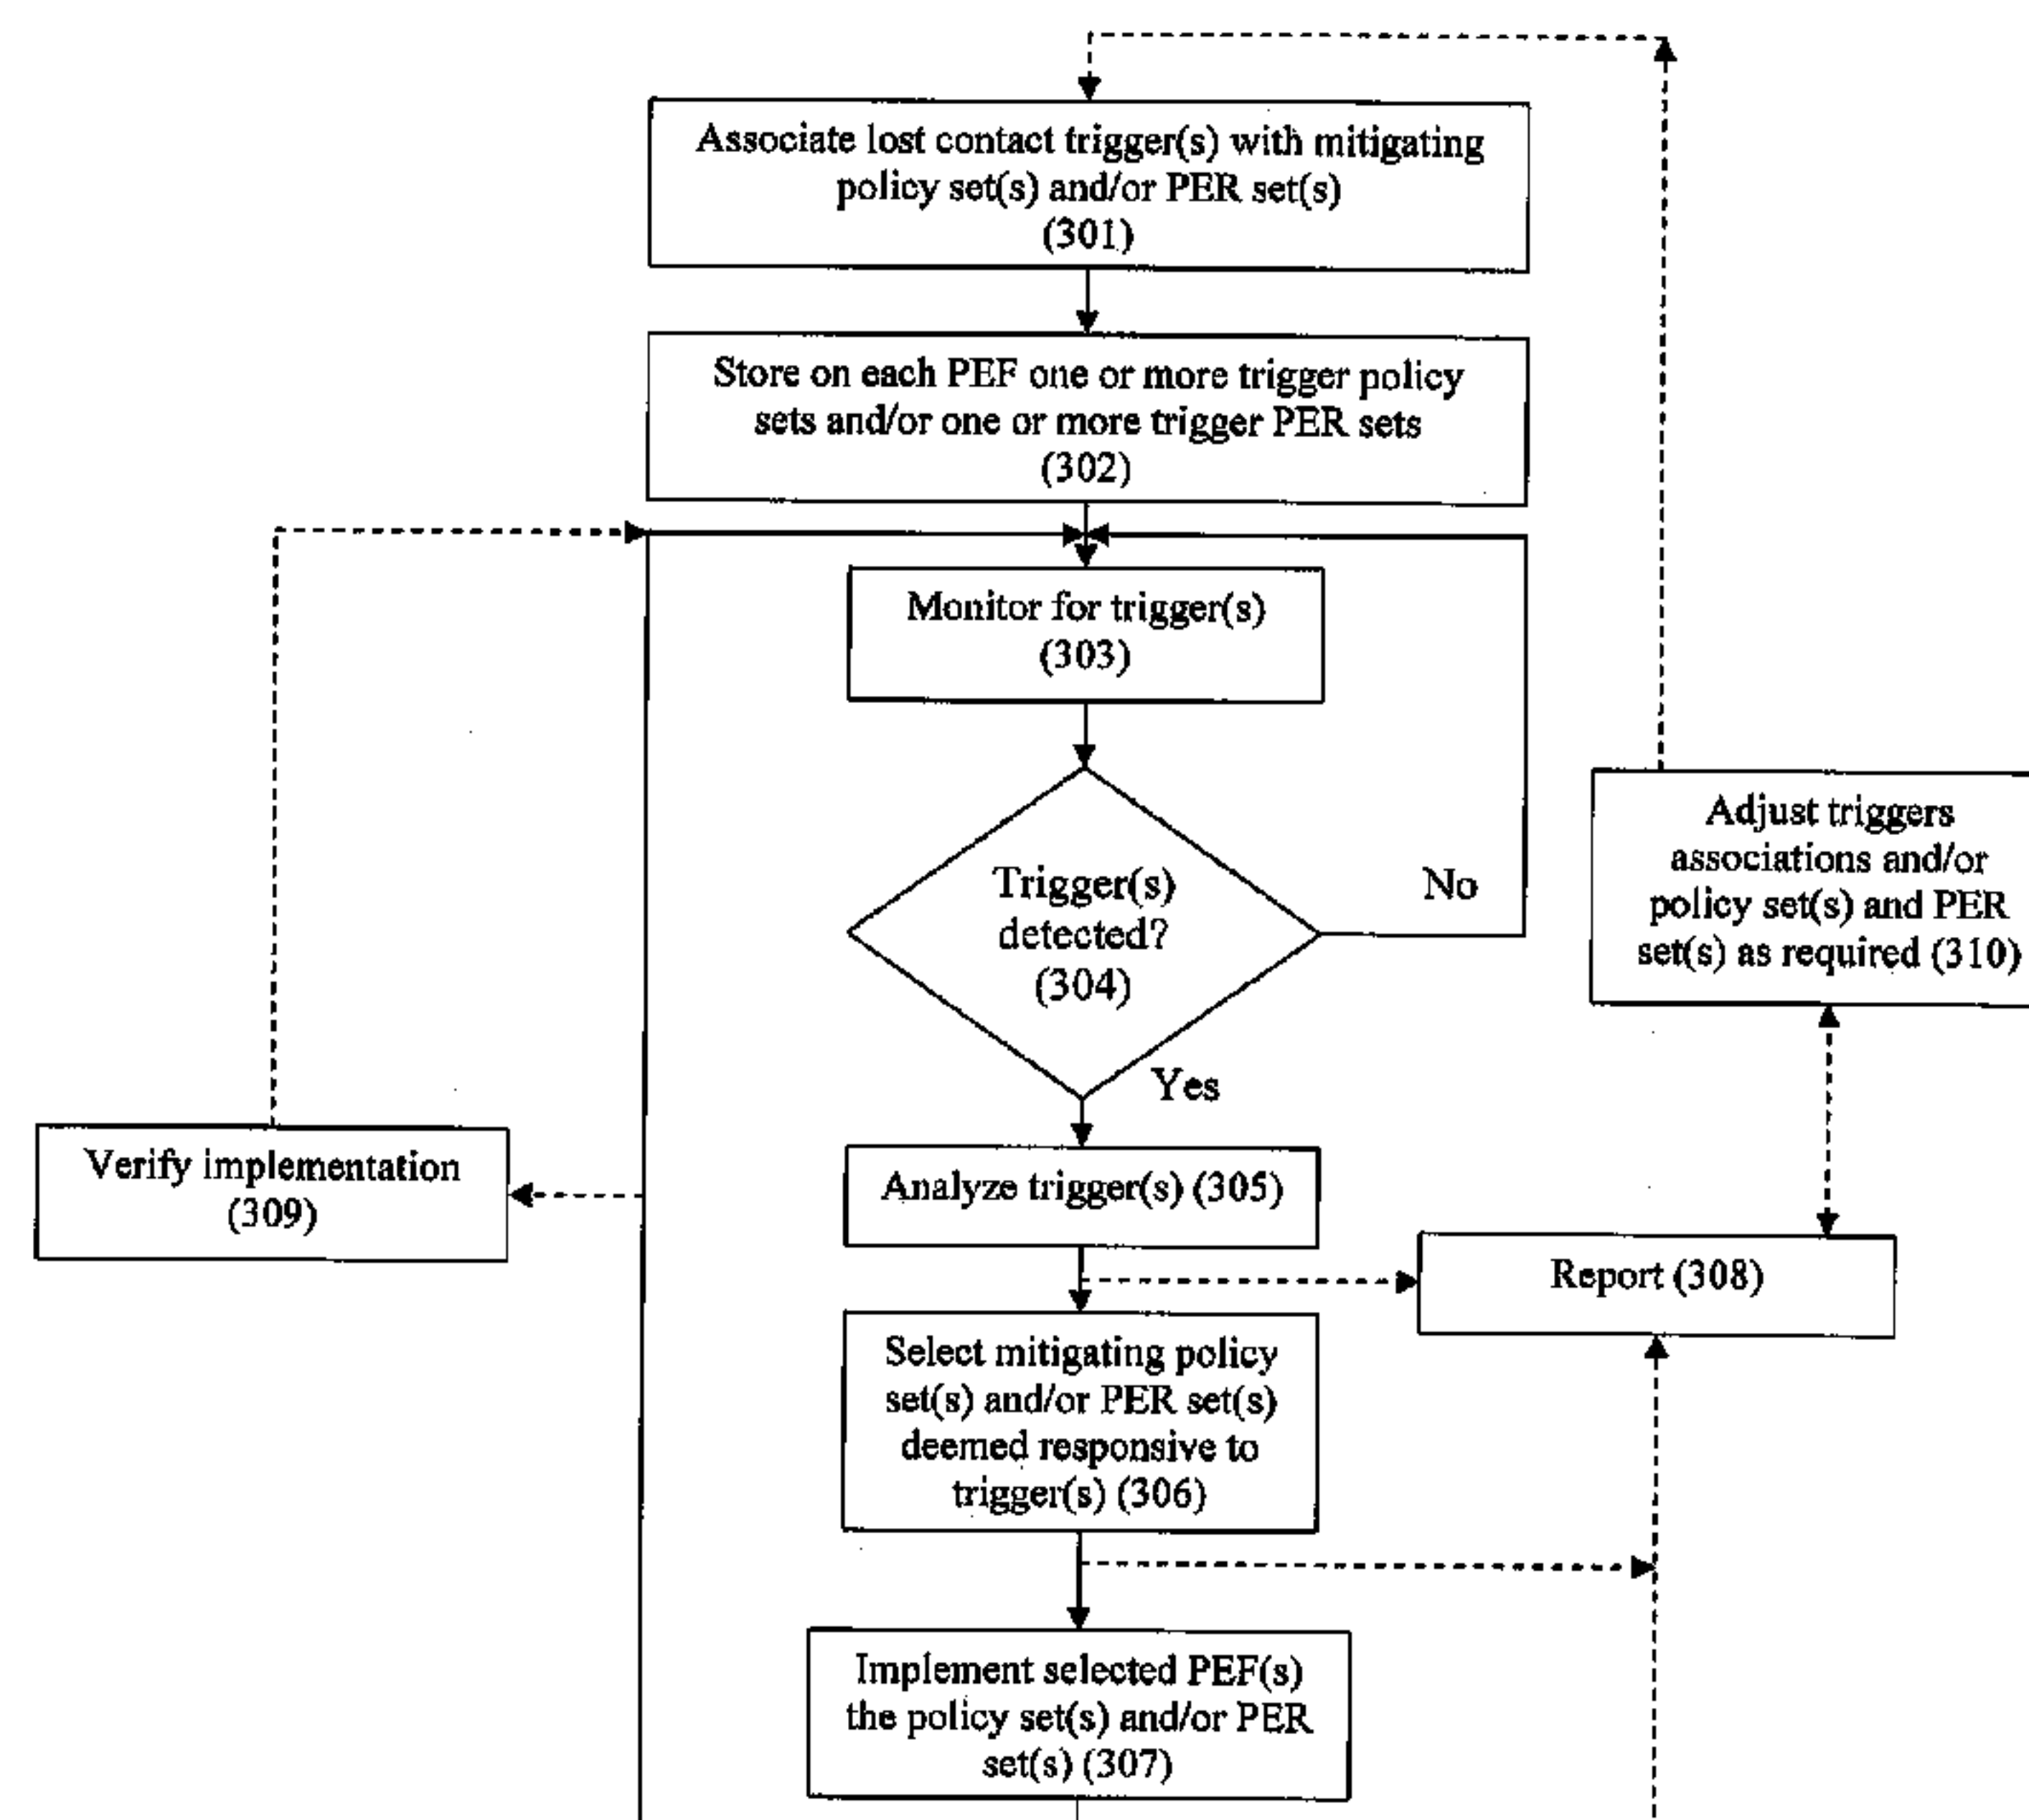 Associate lost contact trigger(s) with mitigating
policy set(s) and/or PER set(s)
(301)
Store on each PEF one or more trigger policy
sets and/or one or more trigger PER sets
(302)
Monitor for trigger(s)
(303)
Trigger(s)
detected?
(304)
No
Yes
Adjust triggers
associations and/or
policy set(s) and PER
set(s) as required (310)
Verify implementation
(309)
Analyze trigger(s) (305)
Report (308)
Select mitigating policy
set(s) and/or PER set(s)
deemed responsive to
trigger(s) (306)
Implement selected PEF(s)
the policy set(s) and/or PER
set(s) (307)